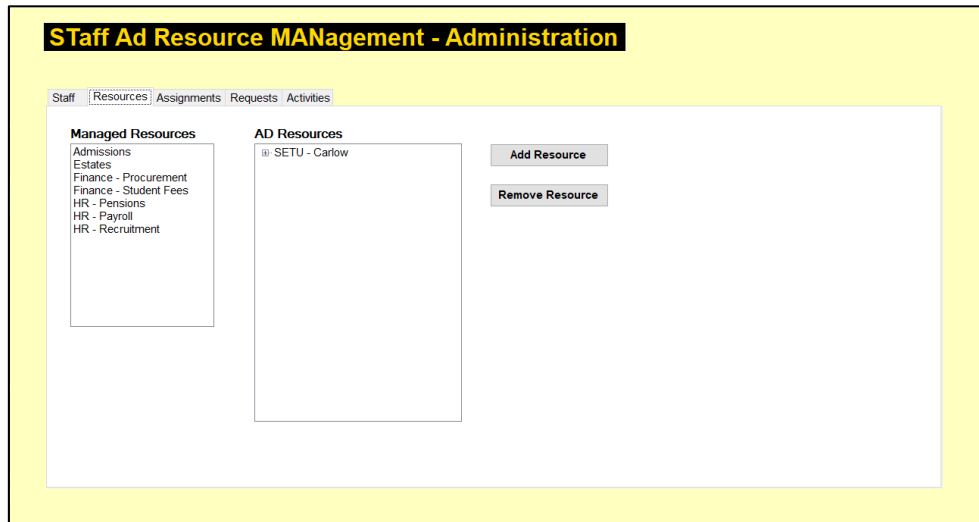 STaff Ad Resource MANagement - Administration
Staff Resources Assignments Requests Activities
Managed Resources
Admissions
Estates
Finance - Procurement
Finance - Student Fees
HR - Pensions
HR - Payroll
HR - Recruitment
AD Resources
SETU - Carlow
Add Resource
Remove Resource